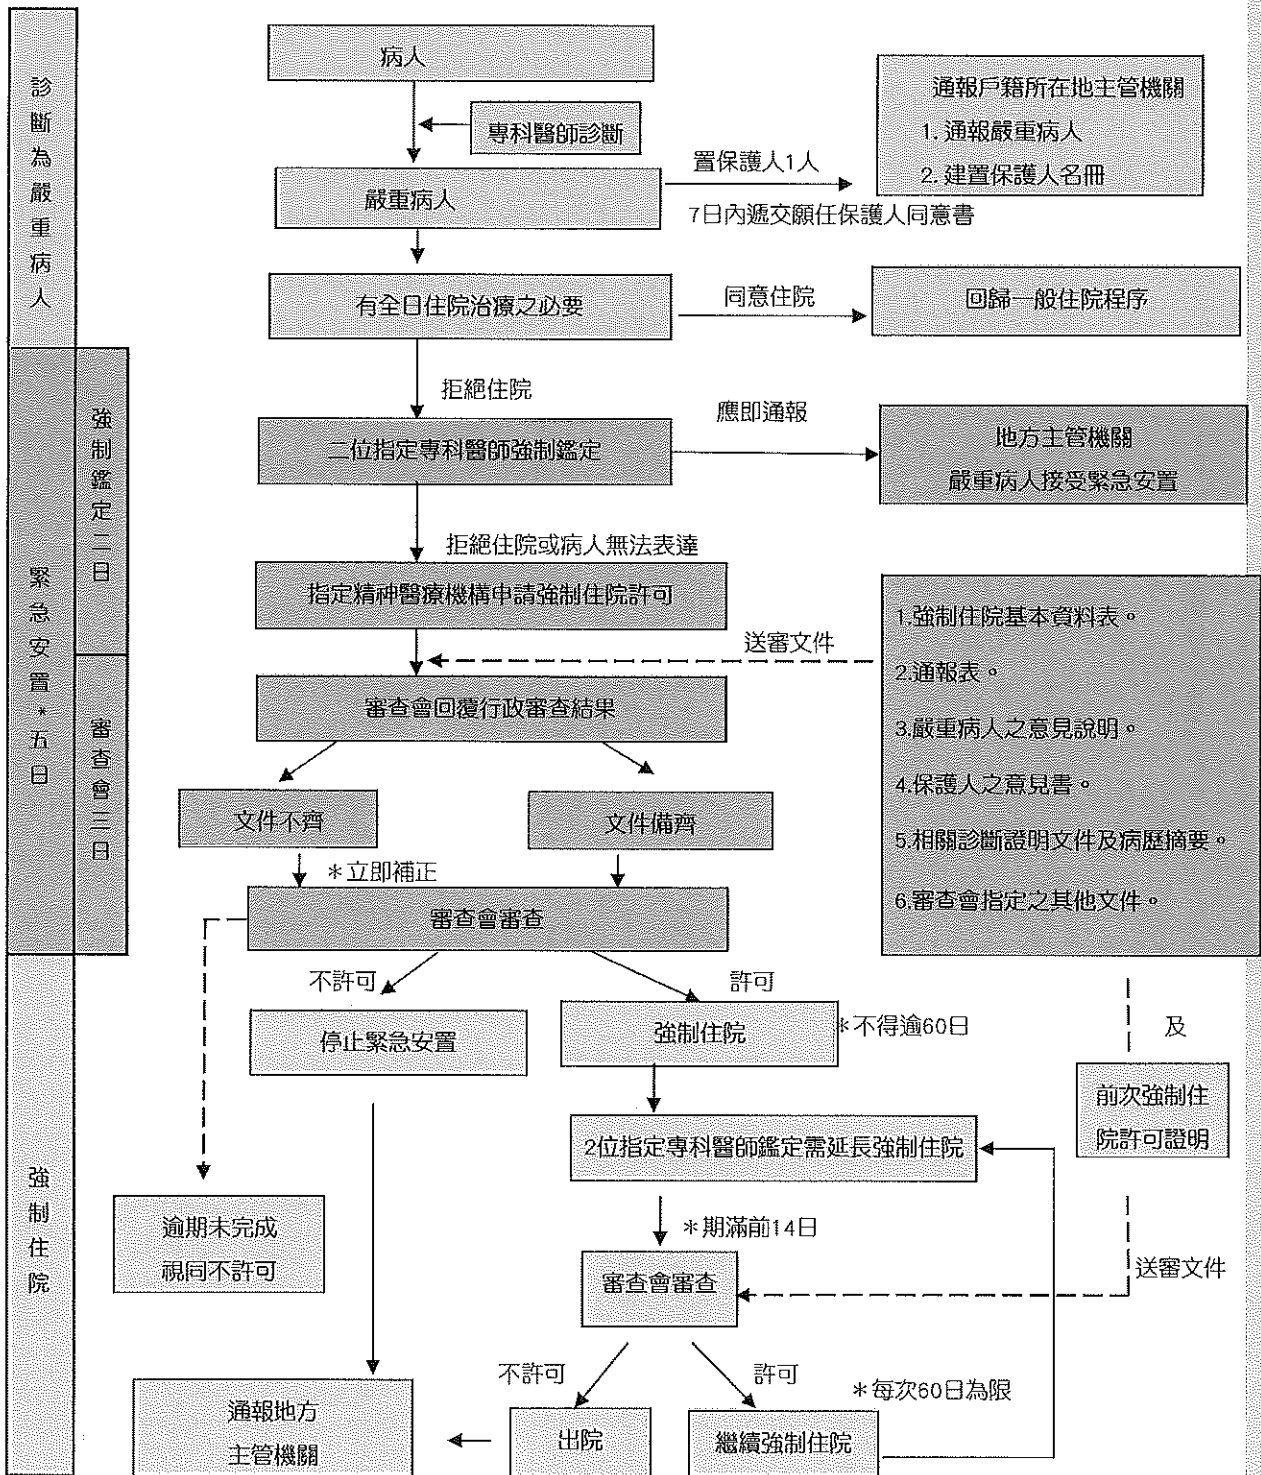 診斷為嚴重病人
緊急安置*五日
強制鑑定二日
審查會三日
強制住院
病人
專科醫師診斷
嚴重病人
置保護人1人
7日內遞交願任保護人同意書
通報戶籍所在地主管機關
1. 通報嚴重病人
2. 建置保護人名冊
有全日住院治療之必要
同意住院
回歸一般住院程序
拒絕住院
二位指定專科醫師強制鑑定
應即通報
地方主管機關
嚴重病人接受緊急安置
拒絕住院或病人無法表達
指定精神醫療機構申請強制住院許可
送審文件
1.強制住院基本資料表。
2.通報表。
3.嚴重病人之意見說明。
4.保護人之意見書。
5.相關診斷證明文件及病歷摘要。
6.審查會指定之其他文件。
審查會回覆行政審查結果
文件不齊
文件備齊
*立即補正
審查會審查
不許可
許可
停止緊急安置
強制住院
*不得逾60日
及
前次強制住
院許可證明
2位指定專科醫師鑑定需延長強制住院
逾期未完成
視同不許可
*期滿前14日
審查會審查
送審文件
不許可
許可
*每次60日為限
通報地方
主管機關
出院
繼續強制住院